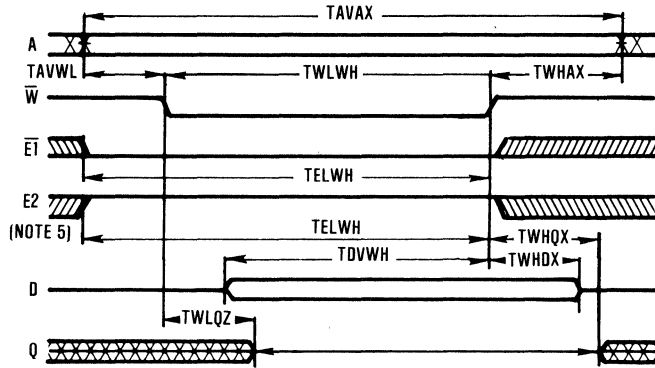 TAVAX
A
TAVWL TWLWH TWHAX
W̅
E1̅
TELWH
E2
(NOTE 5) TELWH TWHQX
TDVWH TWHDX
D
TWLQZ
Q